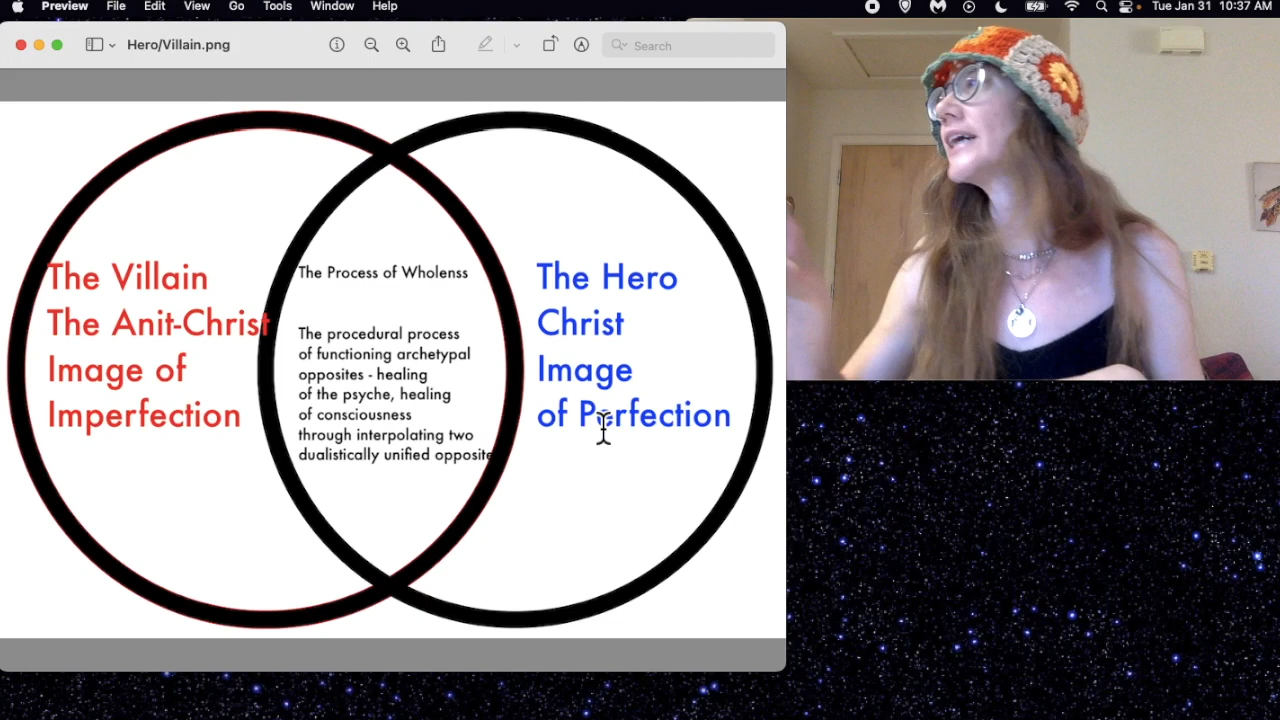 Preview File Edit View Go Tools Window Help
Tue Jan 31 10:37 AM
Hero/Villain.png
Search
The Villain
The Anit-Christ
Image of
Imperfection
The Process of Wholenss
The procedural process
of functioning archetypal
opposites - healing
of the psyche, healing
of consciousness
through interpolating two
dualistically unified opposite
The Hero
Christ
Image
of Perfection